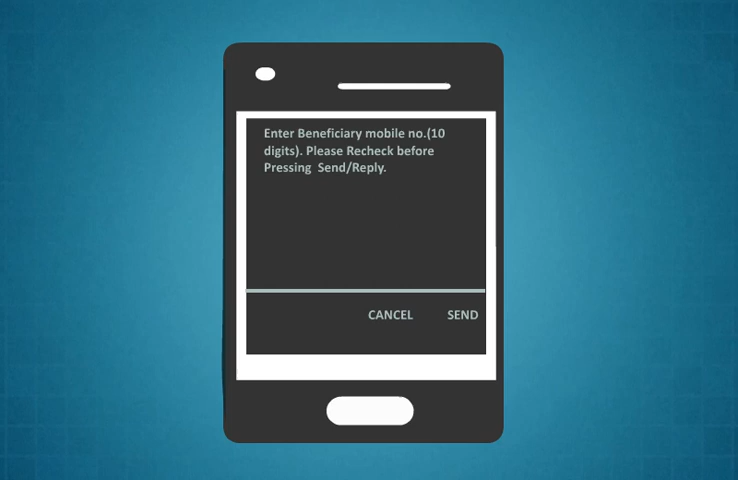 Enter Beneficiary mobile no.(10
digits). Please Recheck before
Pressing  Send/Reply.
CANCEL SEND